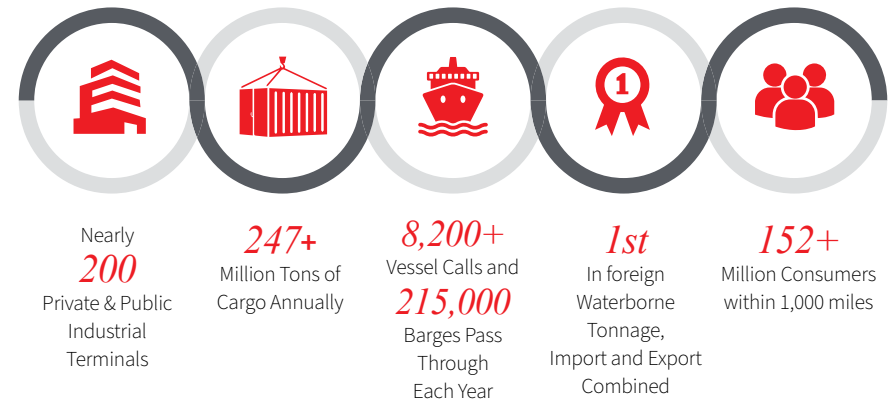 1
Nearly
200
Private & Public
Industrial
Terminals
247+
Million Tons of
Cargo Annually
8,200+
Vessel Calls and
215,000
Barges Pass
Through
Each Year
1st
In foreign
Waterborne
Tonnage,
Import and Export
Combined
152+
Million Consumers
within 1,000 miles